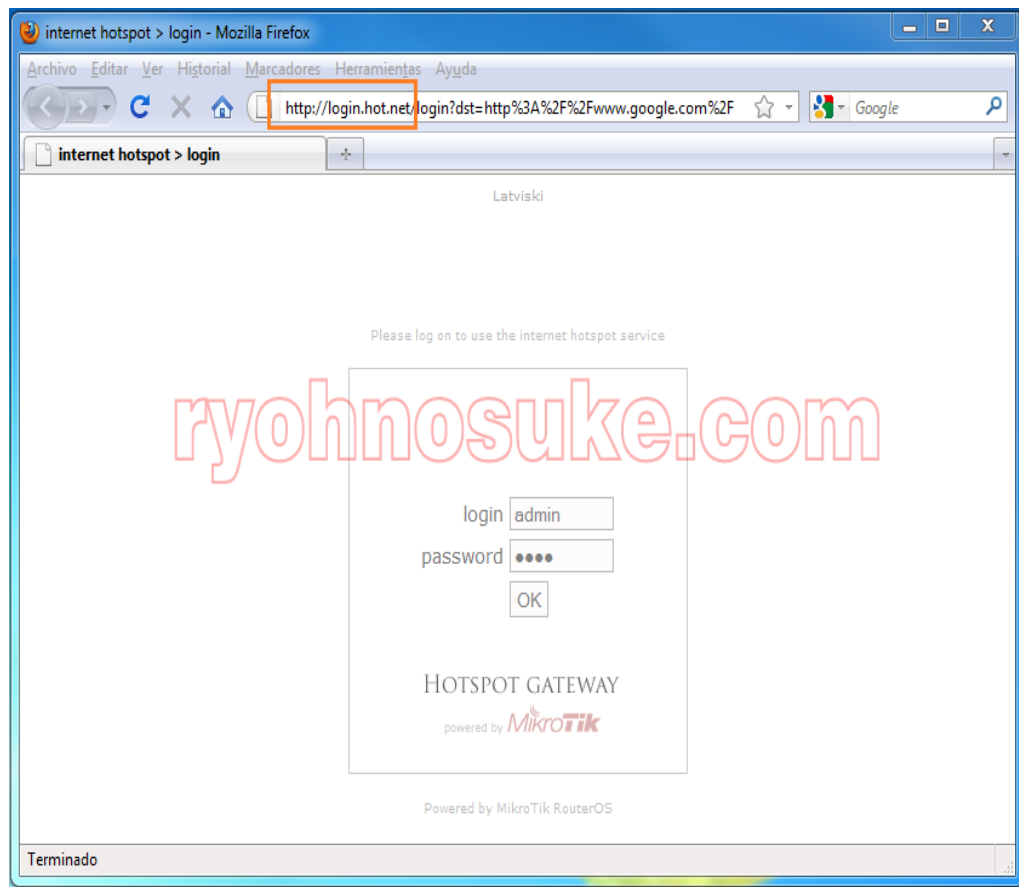 internet hotspot > login - Mozilla Firefox
Archivo Editar Ver Historial Marcadores Herramientas Ayuda
http://login.hot.net/login?dst=http%3A%2F%2Fwww.google.com%2F Google
internet hotspot > login
Latviski
Please log on to use the internet hotspot service
ryohnosuke.com
login admin
password ••••
OK
HOTSPOT GATEWAY
powered by MikroTik
Powered by MikroTik RouterOS
Terminado